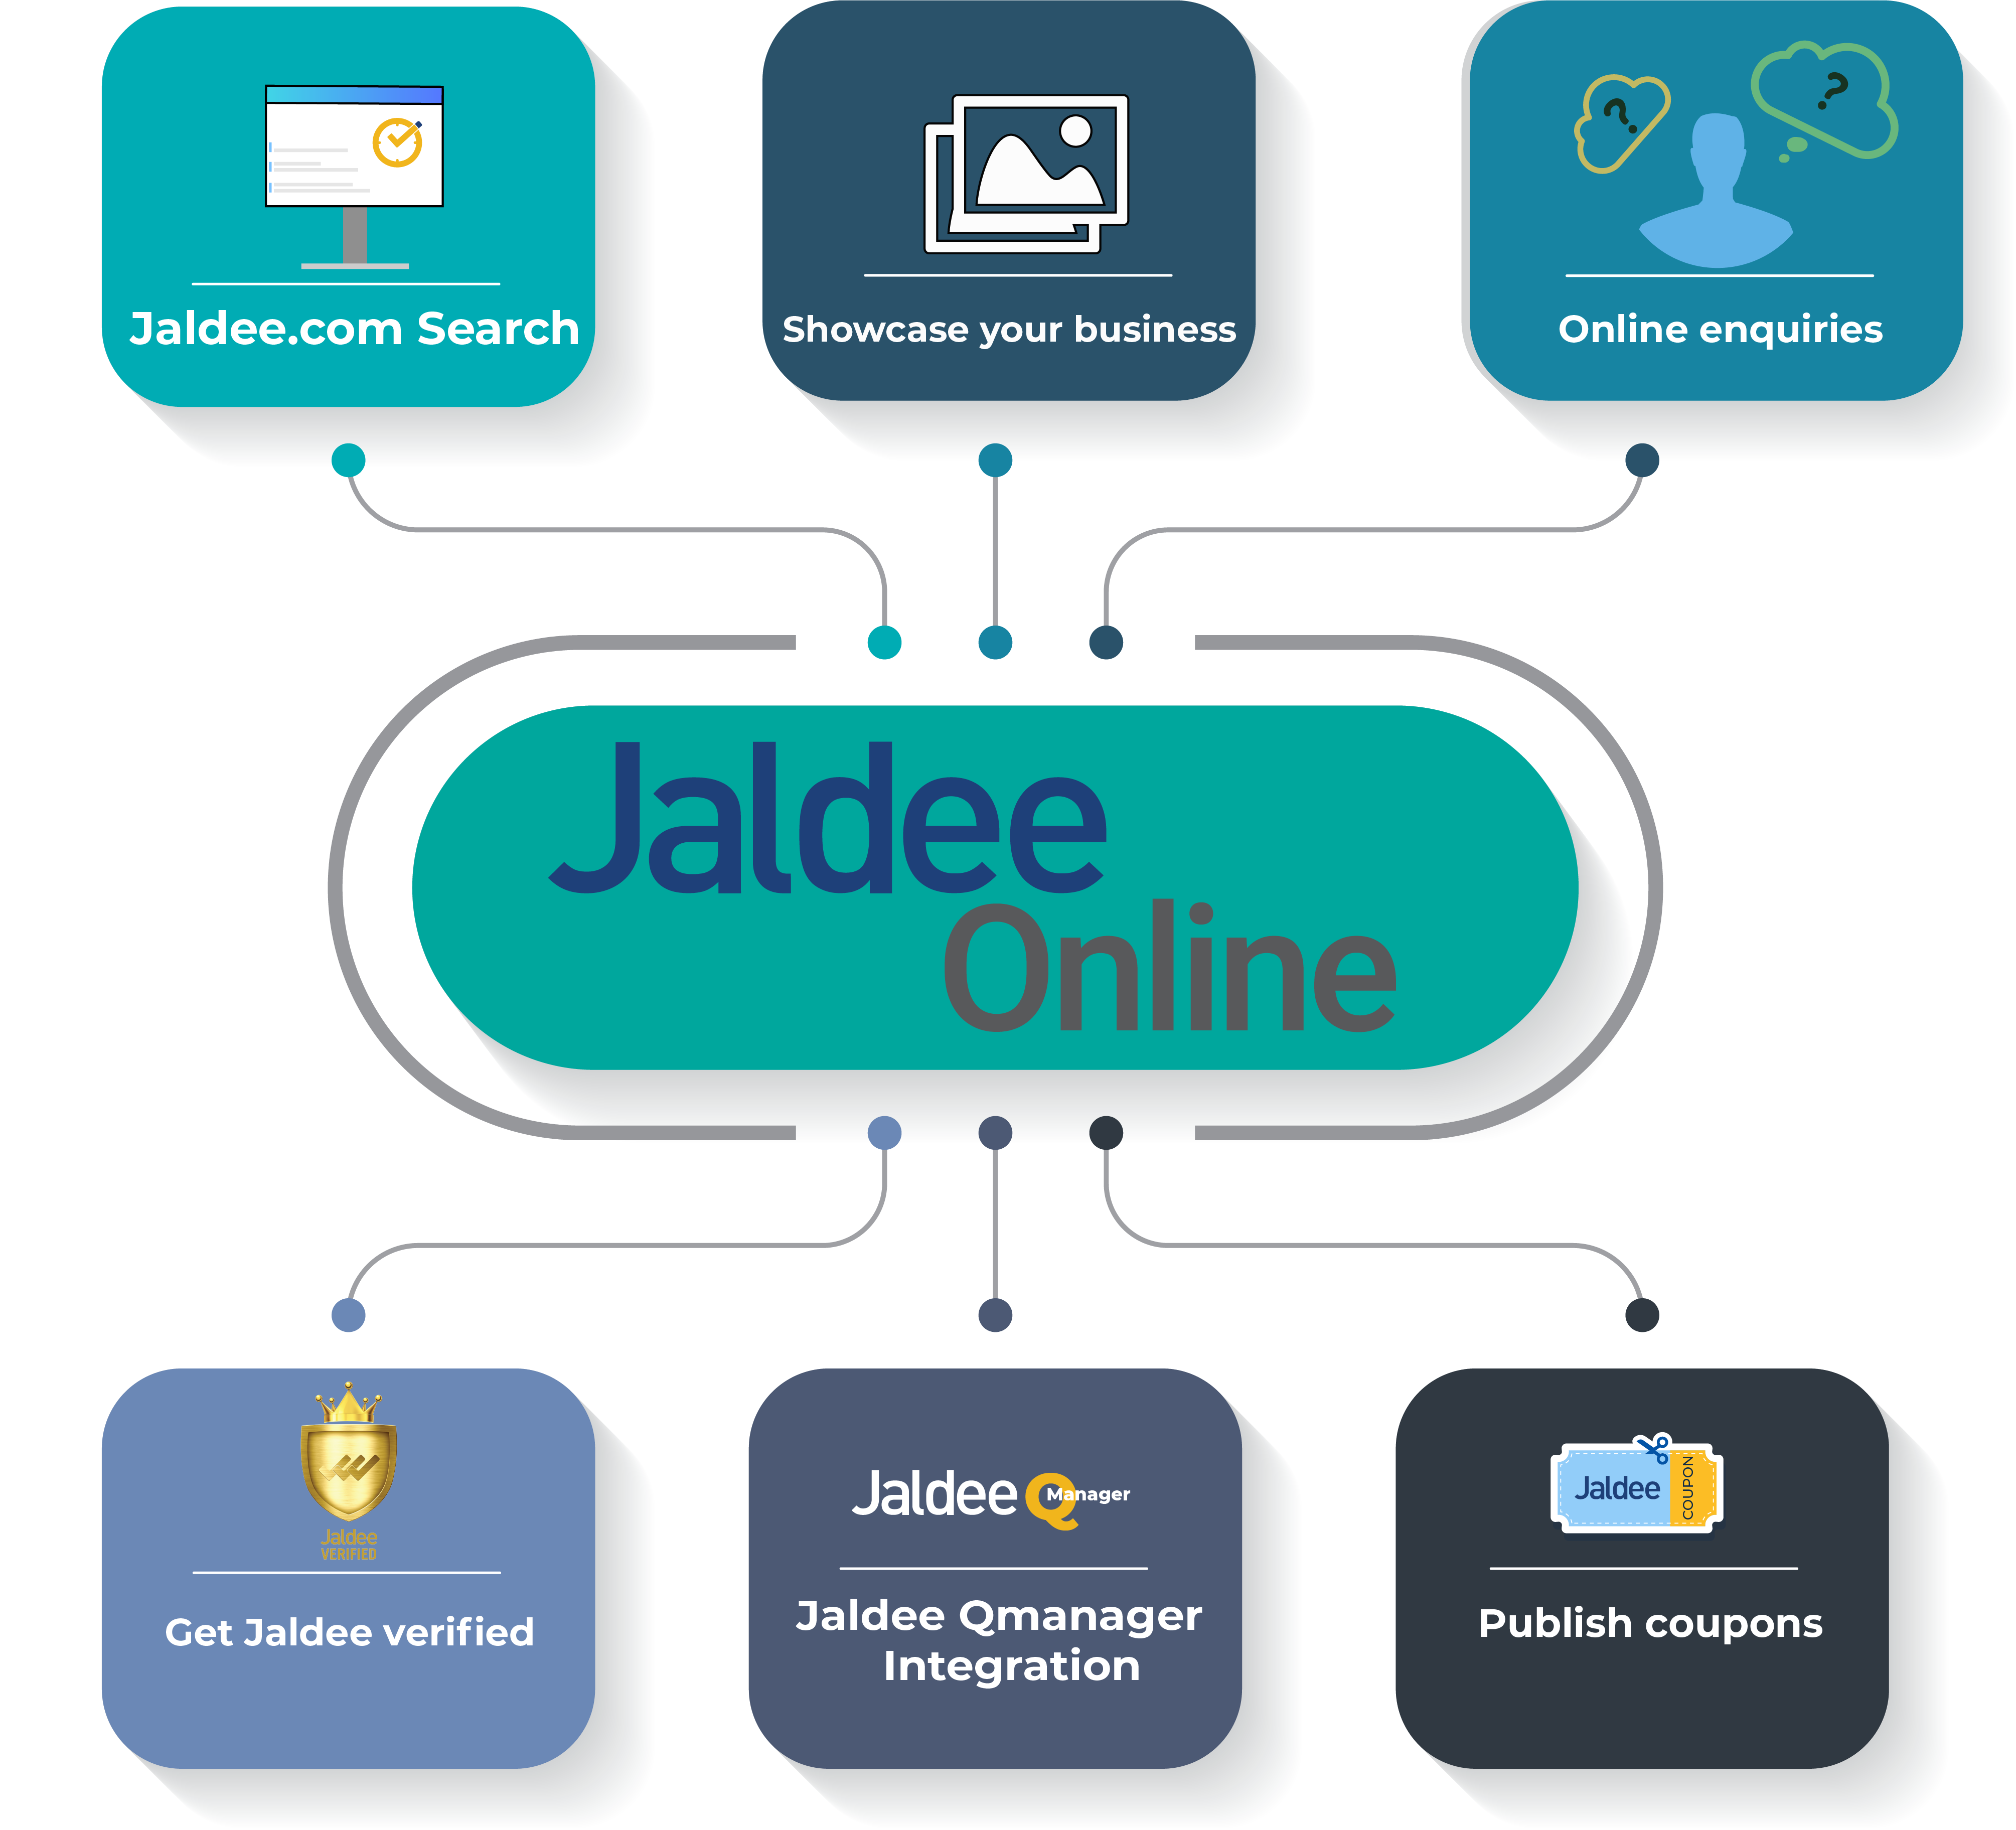 Jaldee.com Search
Showcase your business
Online enquiries
? ?
Jaldee
Online
Jaldee
VERIFIED
Get Jaldee verified
Jaldee QManager
Jaldee Qmanager
Integration
Jaldee COUPON
Publish coupons